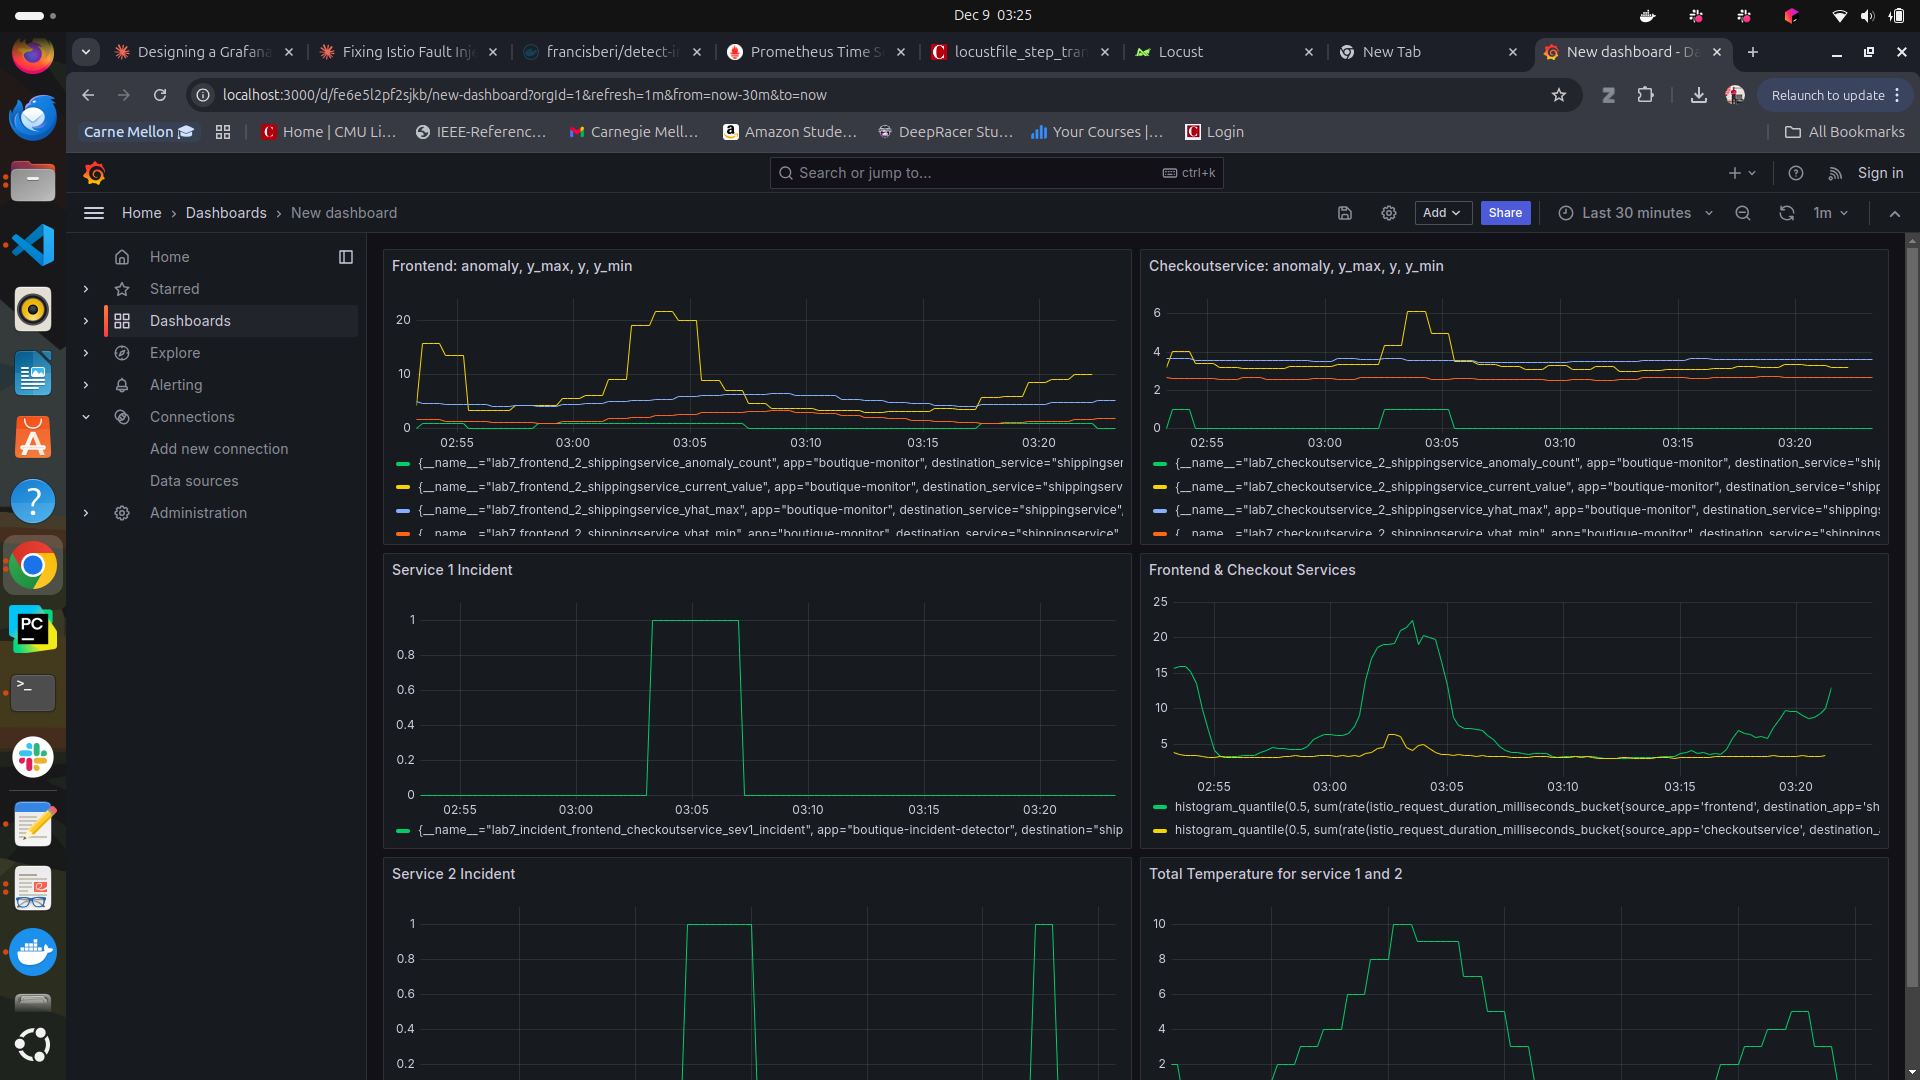 Dec 9 03:25
Designing a Grafana
Fixing Istio Fault Inje
francisberi/detect-i
Prometheus Time S
locustfile_step_tran
Locust
New Tab
New dashboard - Da
localhost:3000/d/fe6e5l2pf2sjkb/new-dashboard?orgId=1&refresh=1m&from=now-30m&to=now
Relaunch to update
Carne Mellon
Home | CMU Li...
IEEE-Referenc...
Carnegie Mell...
Amazon Stude...
DeepRacer Stu...
Your Courses |...
Login
All Bookmarks
Search or jump to...
ctrl+k
Sign in
Home › Dashboards › New dashboard
Add
Share
Last 30 minutes
1m
Home
Starred
Dashboards
Explore
Alerting
Connections
Add new connection
Data sources
Administration
Frontend: anomaly, y_max, y, y_min
20
10
0
02:55 03:00 03:05 03:10 03:15 03:20
{__name__="lab7_frontend_2_shippingservice_anomaly_count", app="boutique-monitor", destination_service="shippingser
{__name__="lab7_frontend_2_shippingservice_current_value", app="boutique-monitor", destination_service="shippingserv
{__name__="lab7_frontend_2_shippingservice_yhat_max", app="boutique-monitor", destination_service="shippingservice",
{__name__="lab7_frontend_2_shippingservice_yhat_min", app="boutique-monitor", destination_service="shippingservice"
Checkoutservice: anomaly, y_max, y, y_min
6
4
2
0
02:55 03:00 03:05 03:10 03:15 03:20
{__name__="lab7_checkoutservice_2_shippingservice_anomaly_count", app="boutique-monitor", destination_service="ship
{__name__="lab7_checkoutservice_2_shippingservice_current_value", app="boutique-monitor", destination_service="shipp
{__name__="lab7_checkoutservice_2_shippingservice_yhat_max", app="boutique-monitor", destination_service="shippings
{__name__="lab7_checkoutservice_2_shippingservice_yhat_min", app="boutique-monitor", destination_service="shippings
Service 1 Incident
1
0.8
0.6
0.4
0.2
0
02:55 03:00 03:05 03:10 03:15 03:20
{__name__="lab7_incident_frontend_checkoutservice_sev1_incident", app="boutique-incident-detector", destination="ship
Frontend & Checkout Services
25
20
15
10
5
02:55 03:00 03:05 03:10 03:15 03:20
histogram_quantile(0.5, sum(rate(istio_request_duration_milliseconds_bucket{source_app='frontend', destination_app='sh
histogram_quantile(0.5, sum(rate(istio_request_duration_milliseconds_bucket{source_app='checkoutservice', destination_
Service 2 Incident
1
0.8
0.6
0.4
0.2
Total Temperature for service 1 and 2
10
8
6
4
2
PC